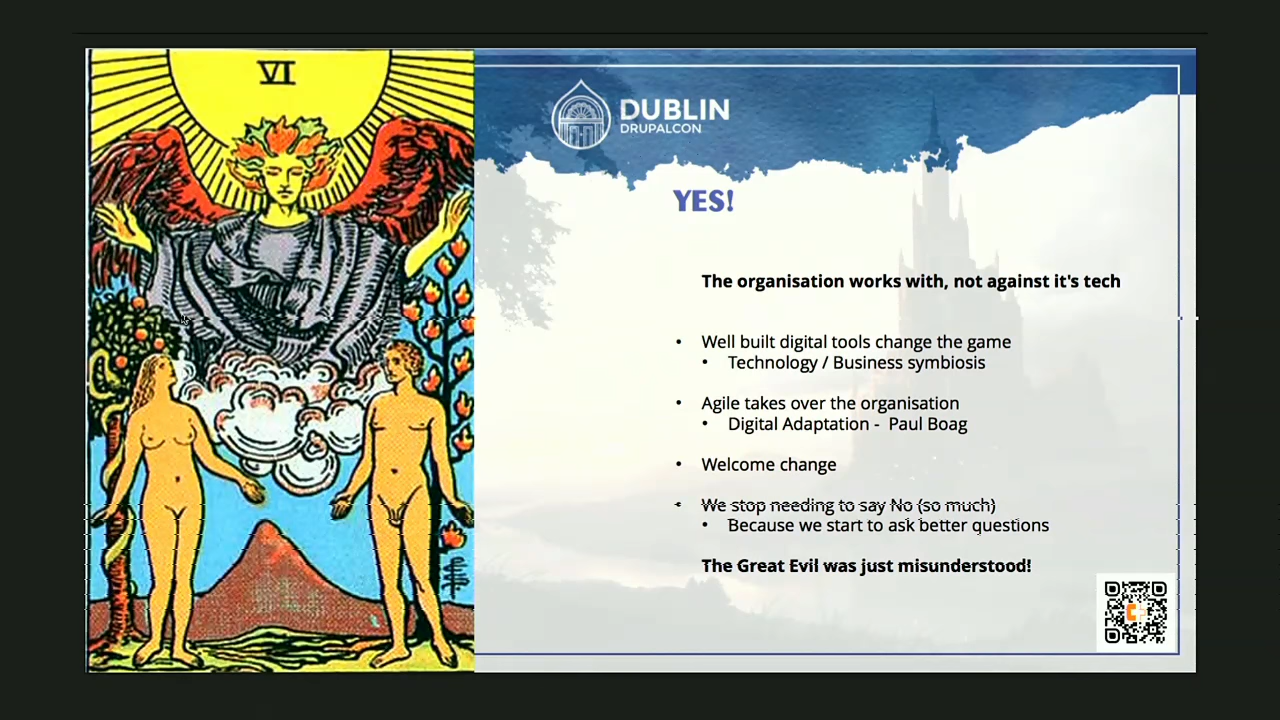 VI
DUBLIN
DRUPALCON
YES!
The organisation works with, not against it's tech
• Well built digital tools change the game
• Technology / Business symbiosis
• Agile takes over the organisation
• Digital Adaptation - Paul Boag
• Welcome change
• We stop needing to say No (so much)
• Because we start to ask better questions
The Great Evil was just misunderstood!